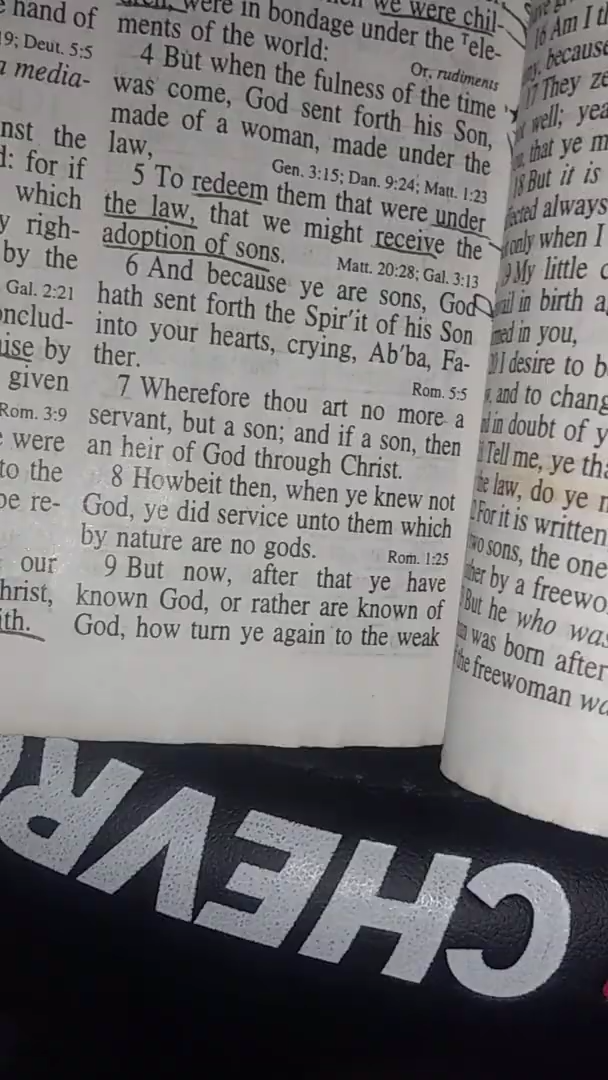 hand of
19; Deut. 5:5
media-
nst the
d: for if
which
y righ-
by the
Gal. 2:21
onclud-
ise by
given
Rom. 3:9
were
to the
be re-
our
hrist,
ith.
were in bondage under the ele-
ments of the world:
Or, rudiments
4 But when the fulness of the time
was come, God sent forth his Son,
made of a woman, made under the
law,
Gen. 3:15; Dan. 9:24; Matt. 1:23
5 To redeem them that were under
the law, that we might receive the
adoption of sons.
Matt. 20:28; Gal. 3:13
6 And because ye are sons, God
hath sent forth the Spir'it of his Son
into your hearts, crying, Ab'ba, Fa-
ther.
Rom. 5:5
7 Wherefore thou art no more a
servant, but a son; and if a son, then
an heir of God through Christ.
8 Howbeit then, when ye knew not
God, ye did service unto them which
by nature are no gods.
Rom. 1:25
9 But now, after that ye have
known God, or rather are known of
God, how turn ye again to the weak
16 Am I th
because
17 They ze
well; yea
that ye m
18 But it is
always
only when I
My little c
in birth a
in you,
I desire to b
and to chang
in doubt of y
Tell me, ye tha
law, do ye n
For it is written
two sons, the one
by a freewo
But he who was
was born after
the freewoman wa
CHEVR